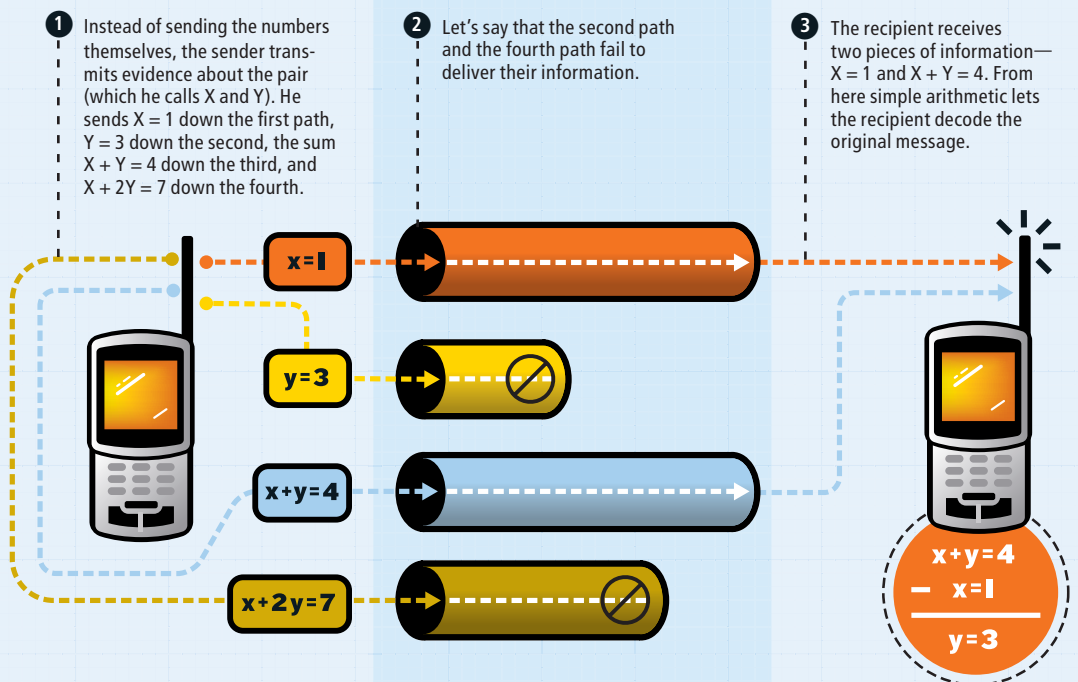 1 Instead of sending the numbers
themselves, the sender trans-
mits evidence about the pair
(which he calls X and Y). He
sends X = 1 down the first path,
Y = 3 down the second, the sum
X + Y = 4 down the third, and
X + 2Y = 7 down the fourth.
2 Let’s say that the second path
and the fourth path fail to
deliver their information.
3 The recipient receives
two pieces of information—
X = 1 and X + Y = 4. From
here simple arithmetic lets
the recipient decode the
original message.
x=1
y=3
x+y=4
x+2y=7
x+y=4
– x=1
y=3